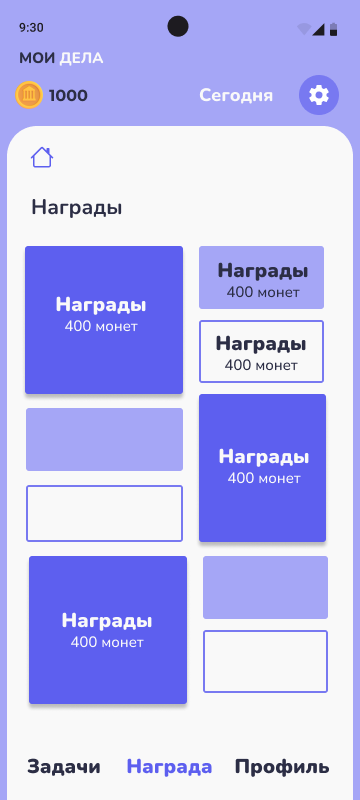 9:30
МОИ ДЕЛА
1000
Сегодня
Награды
Награды
400 монет
Награды
400 монет
Награды
400 монет
Награды
400 монет
Награды
400 монет
Задачи Награда Профиль